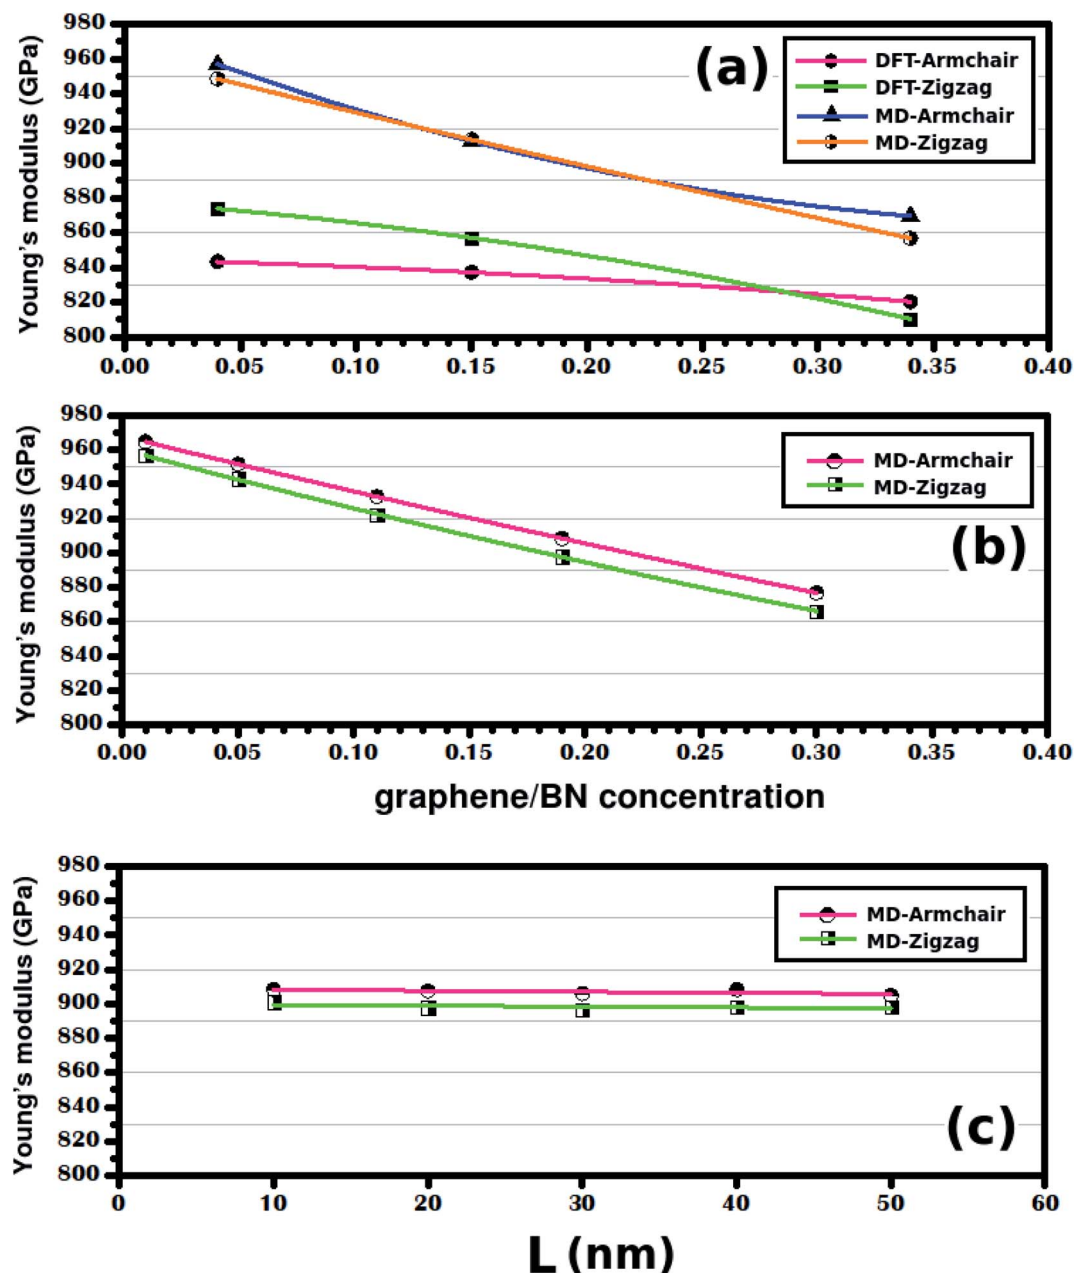 980
960
940
920
900
880
860
840
820
800
Young's modulus (GPa)
(a)
DFT-Armchair
DFT-Zigzag
MD-Armchair
MD-Zigzag
0.00 0.05 0.10 0.15 0.20 0.25 0.30 0.35 0.40
980
960
940
920
900
880
860
840
820
800
Young's modulus (GPa)
MD-Armchair
MD-Zigzag
(b)
0.00 0.05 0.10 0.15 0.20 0.25 0.30 0.35 0.40
graphene/BN concentration
980
960
940
920
900
880
860
840
820
800
Young's modulus (GPa)
MD-Armchair
MD-Zigzag
(c)
0 10 20 30 40 50 60
L (nm)